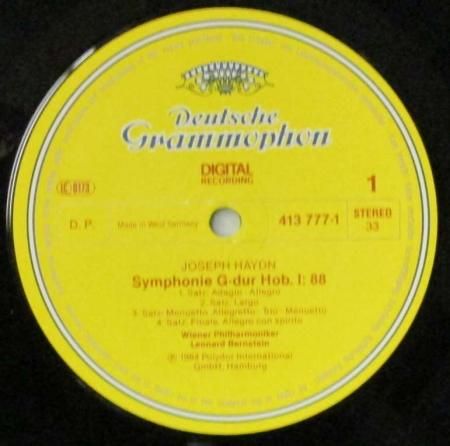 Deutsche
Grammophon
DIGITAL
RECORDING
LC 0173
1
D. P.
Made in West Germany
413 777-1
STEREO
33
JOSEPH HAYDN
Symphonie G-dur Hob. I: 88
1. Satz: Adagio - Allegro
2. Satz: Largo
3. Satz: Menuetto. Allegretto - Trio - Menuetto
4. Satz: Finale. Allegro con spirito
Wiener Philharmoniker
Leonard Bernstein
℗ 1984 Polydor International
GmbH, Hamburg